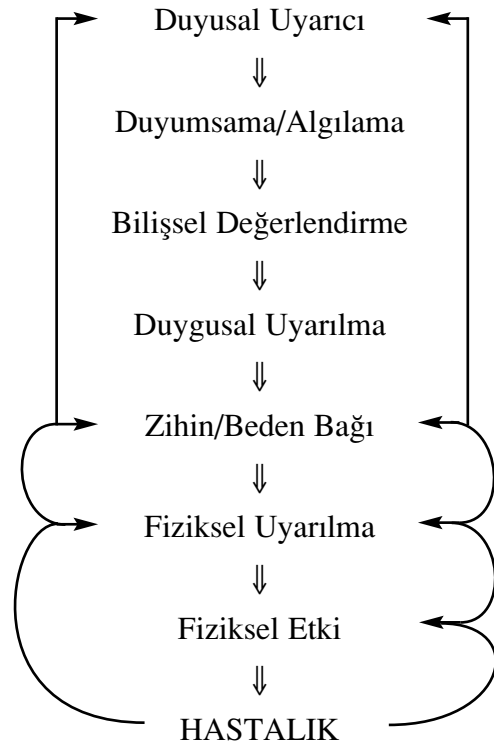 Duyusal Uyarıcı
⇓
Duyumsama/Algılama
⇓
Bilişsel Değerlendirme
⇓
Duygusal Uyarılma
⇓
Zihin/Beden Bağı
⇓
Fiziksel Uyarılma
⇓
Fiziksel Etki
⇓
HASTALIK